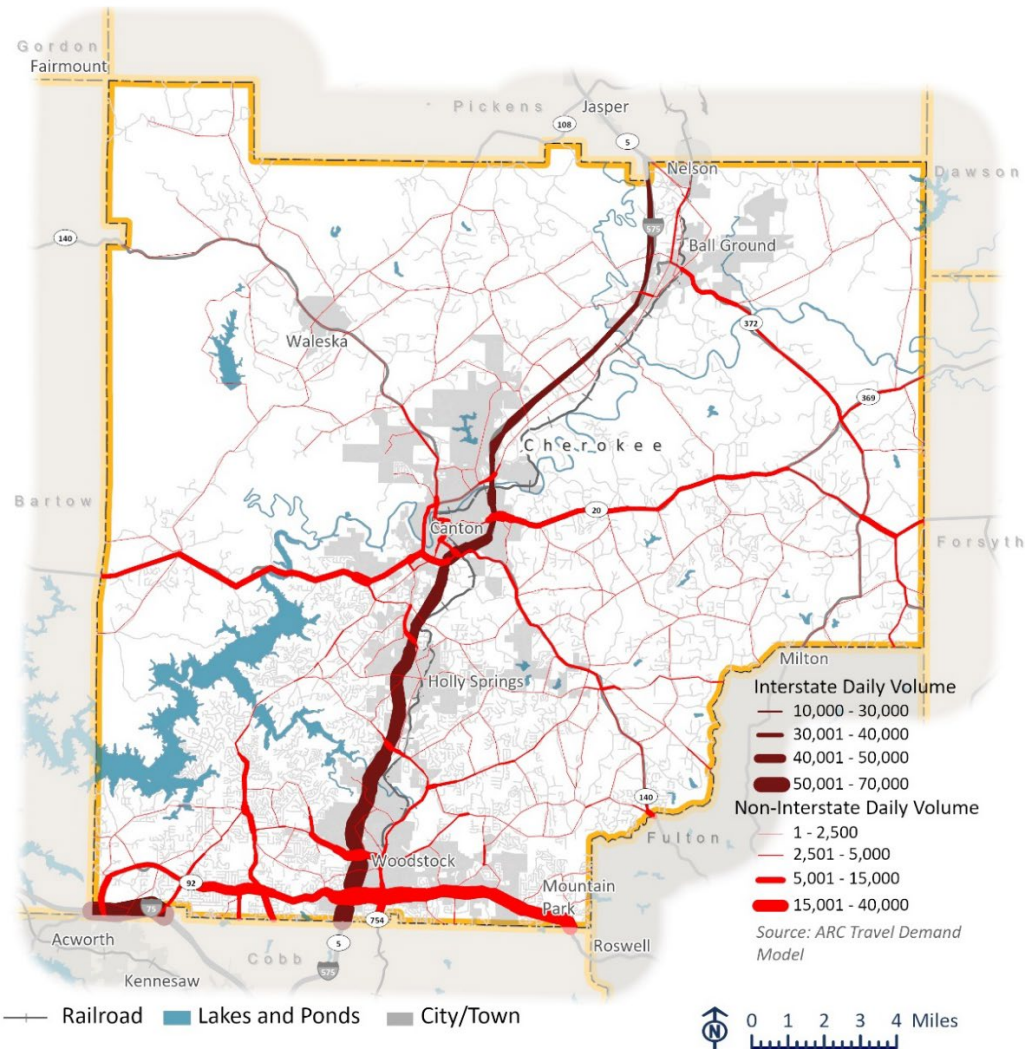 Gordon
Fairmount
Pickens
Jasper
108
5
Nelson
Dawson
575
140
Ball Ground
372
Waleska
369
Cherokee
Bartow
20
Canton
Forsyth
Milton
Holly Springs
Interstate Daily Volume
10,000 - 30,000
30,001 - 40,000
40,001 - 50,000
50,001 - 70,000
Non-Interstate Daily Volume
1 - 2,500
2,501 - 5,000
5,001 - 15,000
15,001 - 40,000
Source: ARC Travel Demand
Model
140
Fulton
Woodstock
92
Mountain
Park
75
754
Acworth
5
Roswell
Cobb
575
Kennesaw
Railroad
Lakes and Ponds
City/Town
N
0 1 2 3 4 Miles